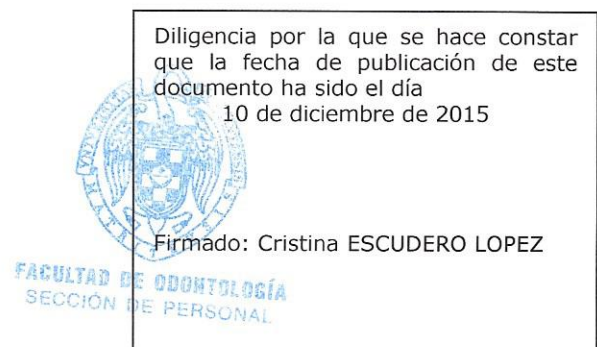 Diligencia por la que se hace constar
que la fecha de publicación de este
documento ha sido el día
10 de diciembre de 2015
Firmado: Cristina ESCUDERO LOPEZ
FACULTAD DE ODONTOLOGÍA
SECCIÓN DE PERSONAL